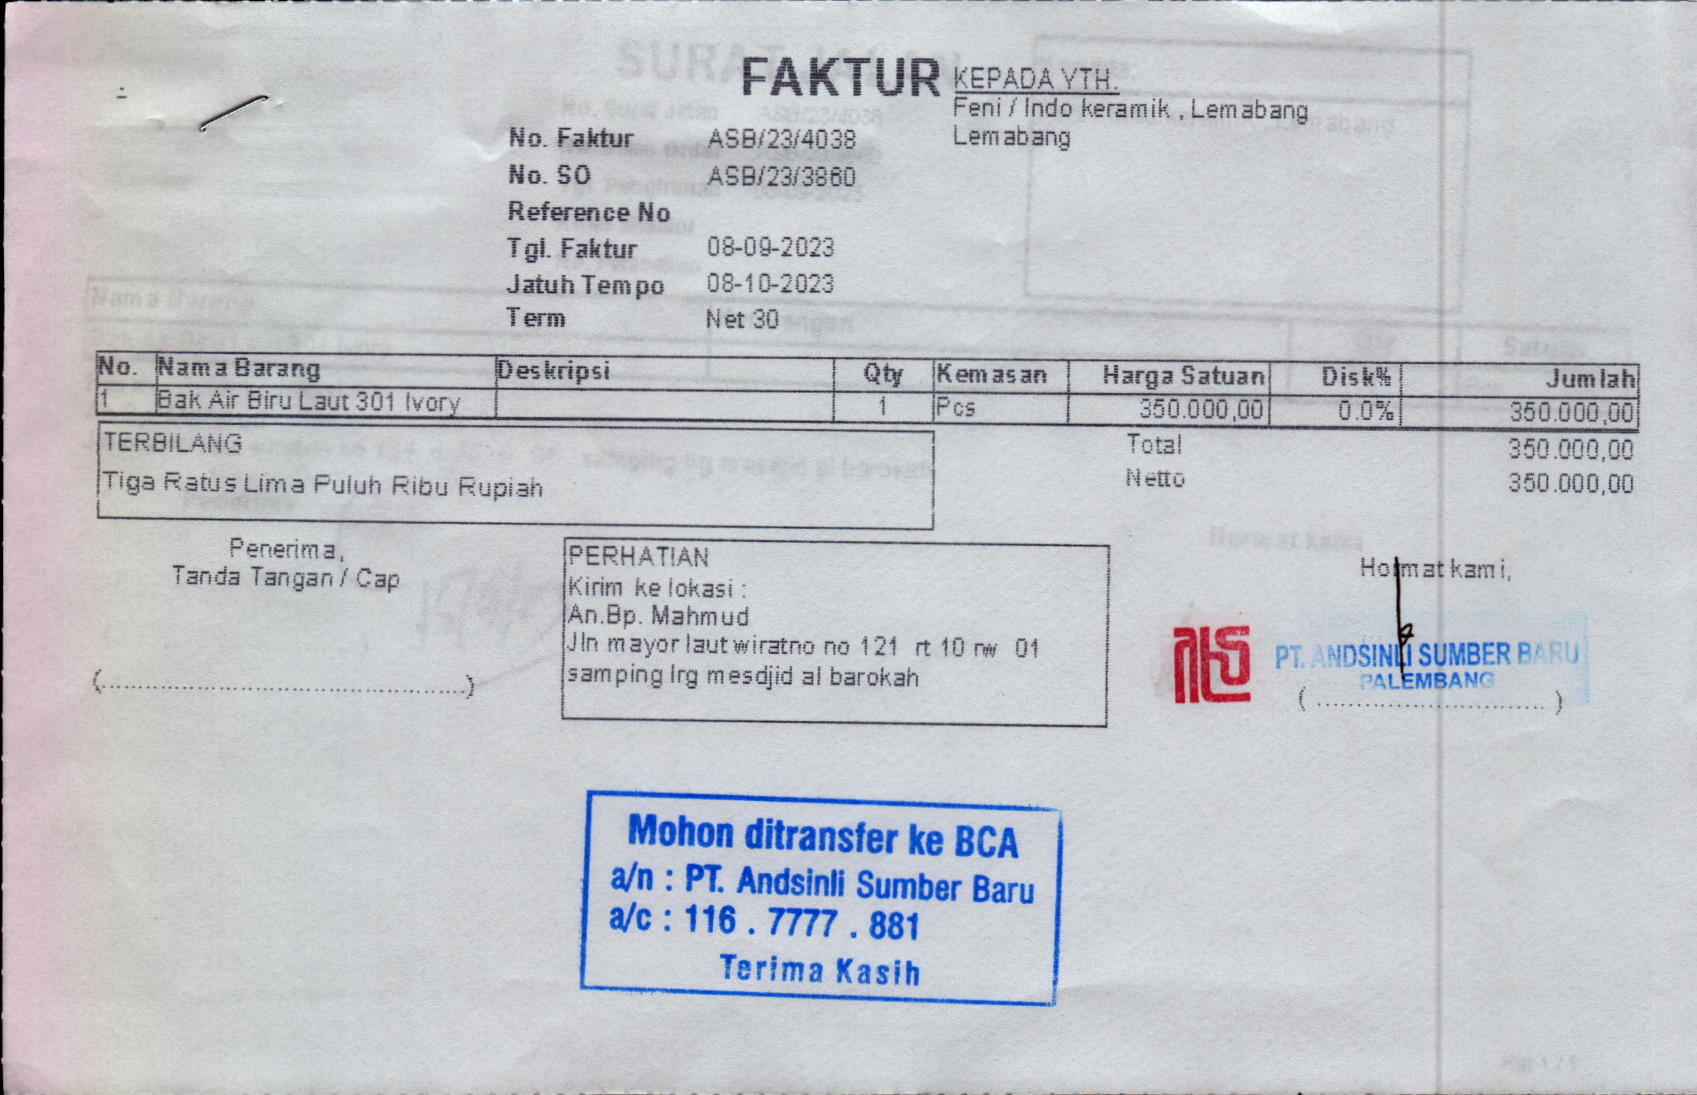 FAKTUR
KEPADA YTH.
Feni / Indo keramik , Lemabang
Lemabang
No. Faktur ASB/23/4038
No. SO ASB/23/3860
Reference No
Tgl. Faktur 08-09-2023
Jatuh Tempo 08-10-2023
Term Net 30
No. Nama Barang Deskripsi Qty Kemasan Harga Satuan Disk% Jumlah
1 Bak Air Biru Laut 301 Ivory 1 Pcs 350.000,00 0.0% 350.000,00
TERBILANG
Tiga Ratus Lima Puluh Ribu Rupiah
Total 350.000,00
Netto 350.000,00
Penerima,
Tanda Tangan / Cap
(............................................)
PERHATIAN
Kirim ke lokasi :
An.Bp. Mahmud
Jln mayor laut wiratno no 121 rt 10 rw 01
samping lrg mesdjid al barokah
Hormat kami,
PT. ANDSINLI SUMBER BARU
PALEMBANG
(............................)
Mohon ditransfer ke BCA
a/n : PT. Andsinli Sumber Baru
a/c : 116 . 7777 . 881
Terima Kasih